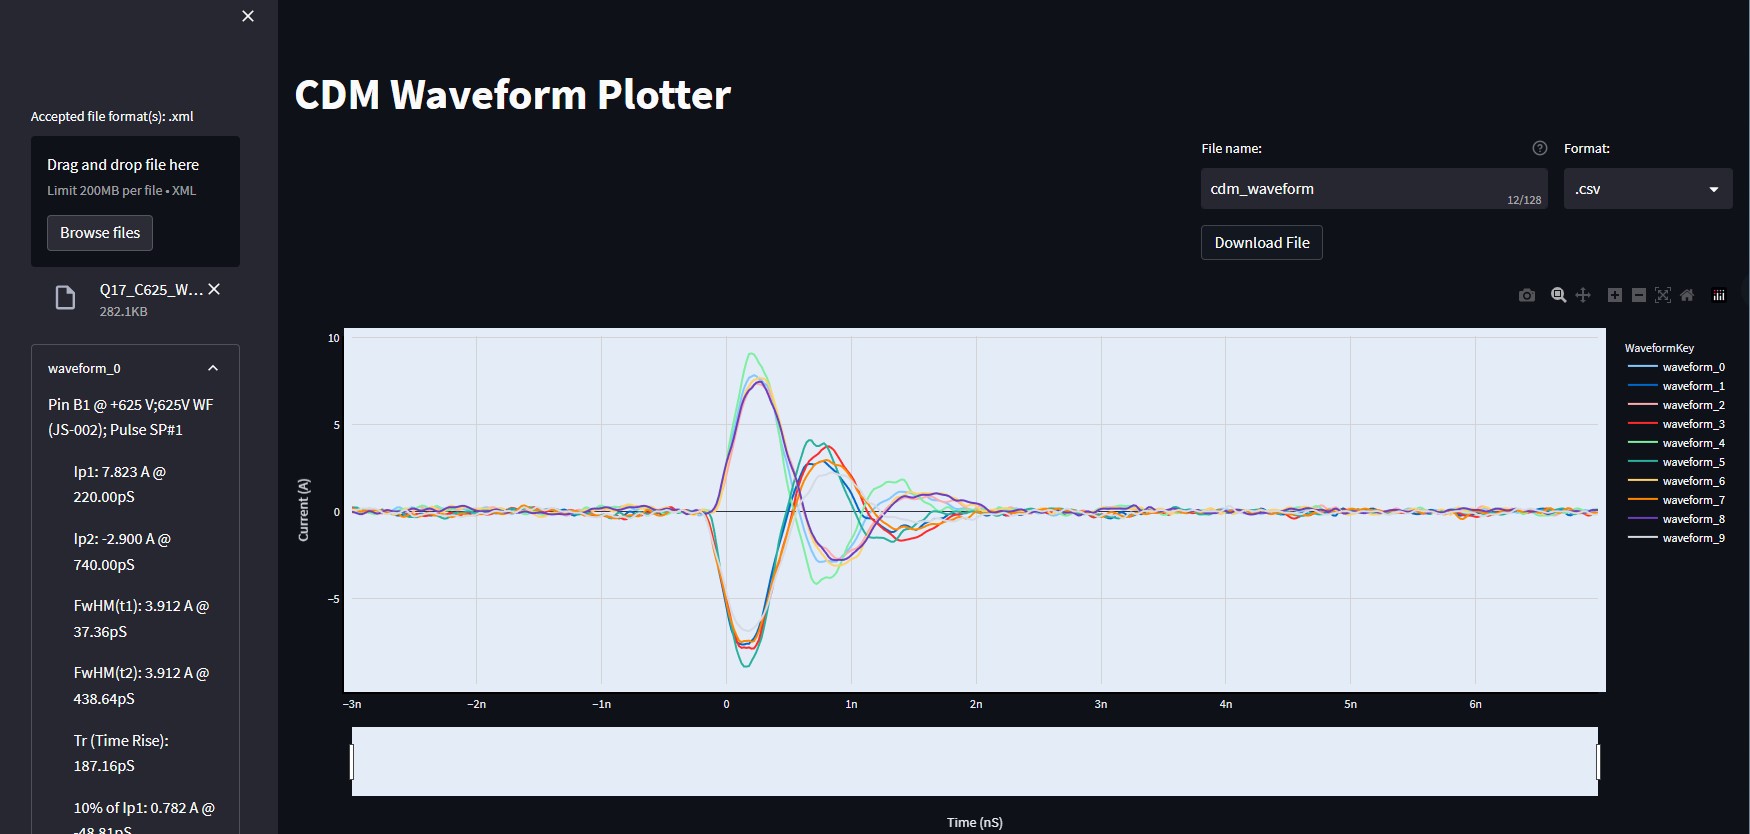 Accepted file format(s): .xml
Drag and drop file here
Limit 200MB per file • XML
Browse files
Q17_C625_W...
282.1KB
waveform_0
Pin B1 @ +625 V;625V WF
(JS-002); Pulse SP#1
Ip1: 7.823 A @
220.00pS
Ip2: -2.900 A @
740.00pS
FwHM(t1): 3.912 A @
37.36pS
FwHM(t2): 3.912 A @
438.64pS
Tr (Time Rise):
187.16pS
10% of Ip1: 0.782 A @
-48.81pS
CDM Waveform Plotter
File name:
Format:
cdm_waveform
12/128
.csv
Download File
10
5
0
−5
Current (A)
−3n
−2n
−1n
0
1n
2n
3n
4n
5n
6n
Time (nS)
WaveformKey
waveform_0
waveform_1
waveform_2
waveform_3
waveform_4
waveform_5
waveform_6
waveform_7
waveform_8
waveform_9